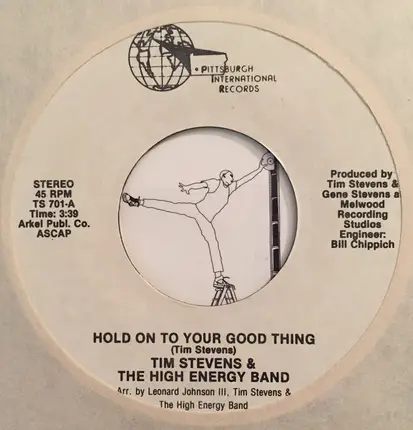 • PITTSBURGH
INTERNATIONAL
RECORDS
STEREO
45 RPM
TS 701-A
Time: 3:39
Arkel Publ. Co.
ASCAP
Produced by
Tim Stevens &
Gene Stevens a
Melwood
Recording
Studios
Engineer:
Bill Chippich
HOLD ON TO YOUR GOOD THING
(Tim Stevens)
TIM STEVENS &
THE HIGH ENERGY BAND
Arr. by Leonard Johnson III, Tim Stevens &
The High Energy Band